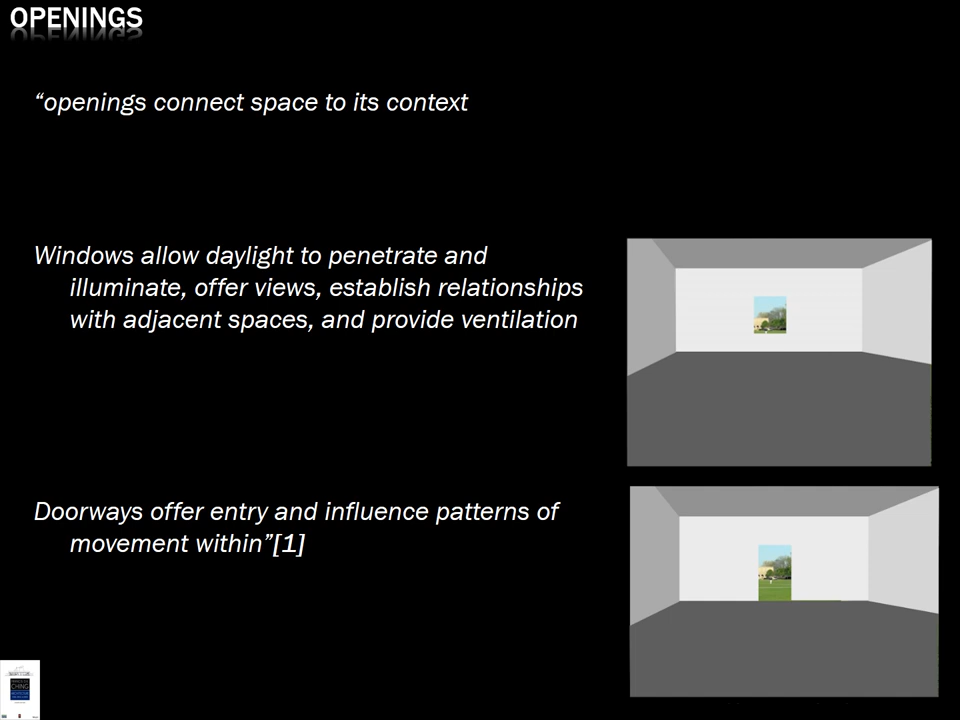 OPENINGS
“openings connect space to its context
Windows allow daylight to penetrate and
illuminate, offer views, establish relationships
with adjacent spaces, and provide ventilation
Doorways offer entry and influence patterns of
movement within”[1]
CHING